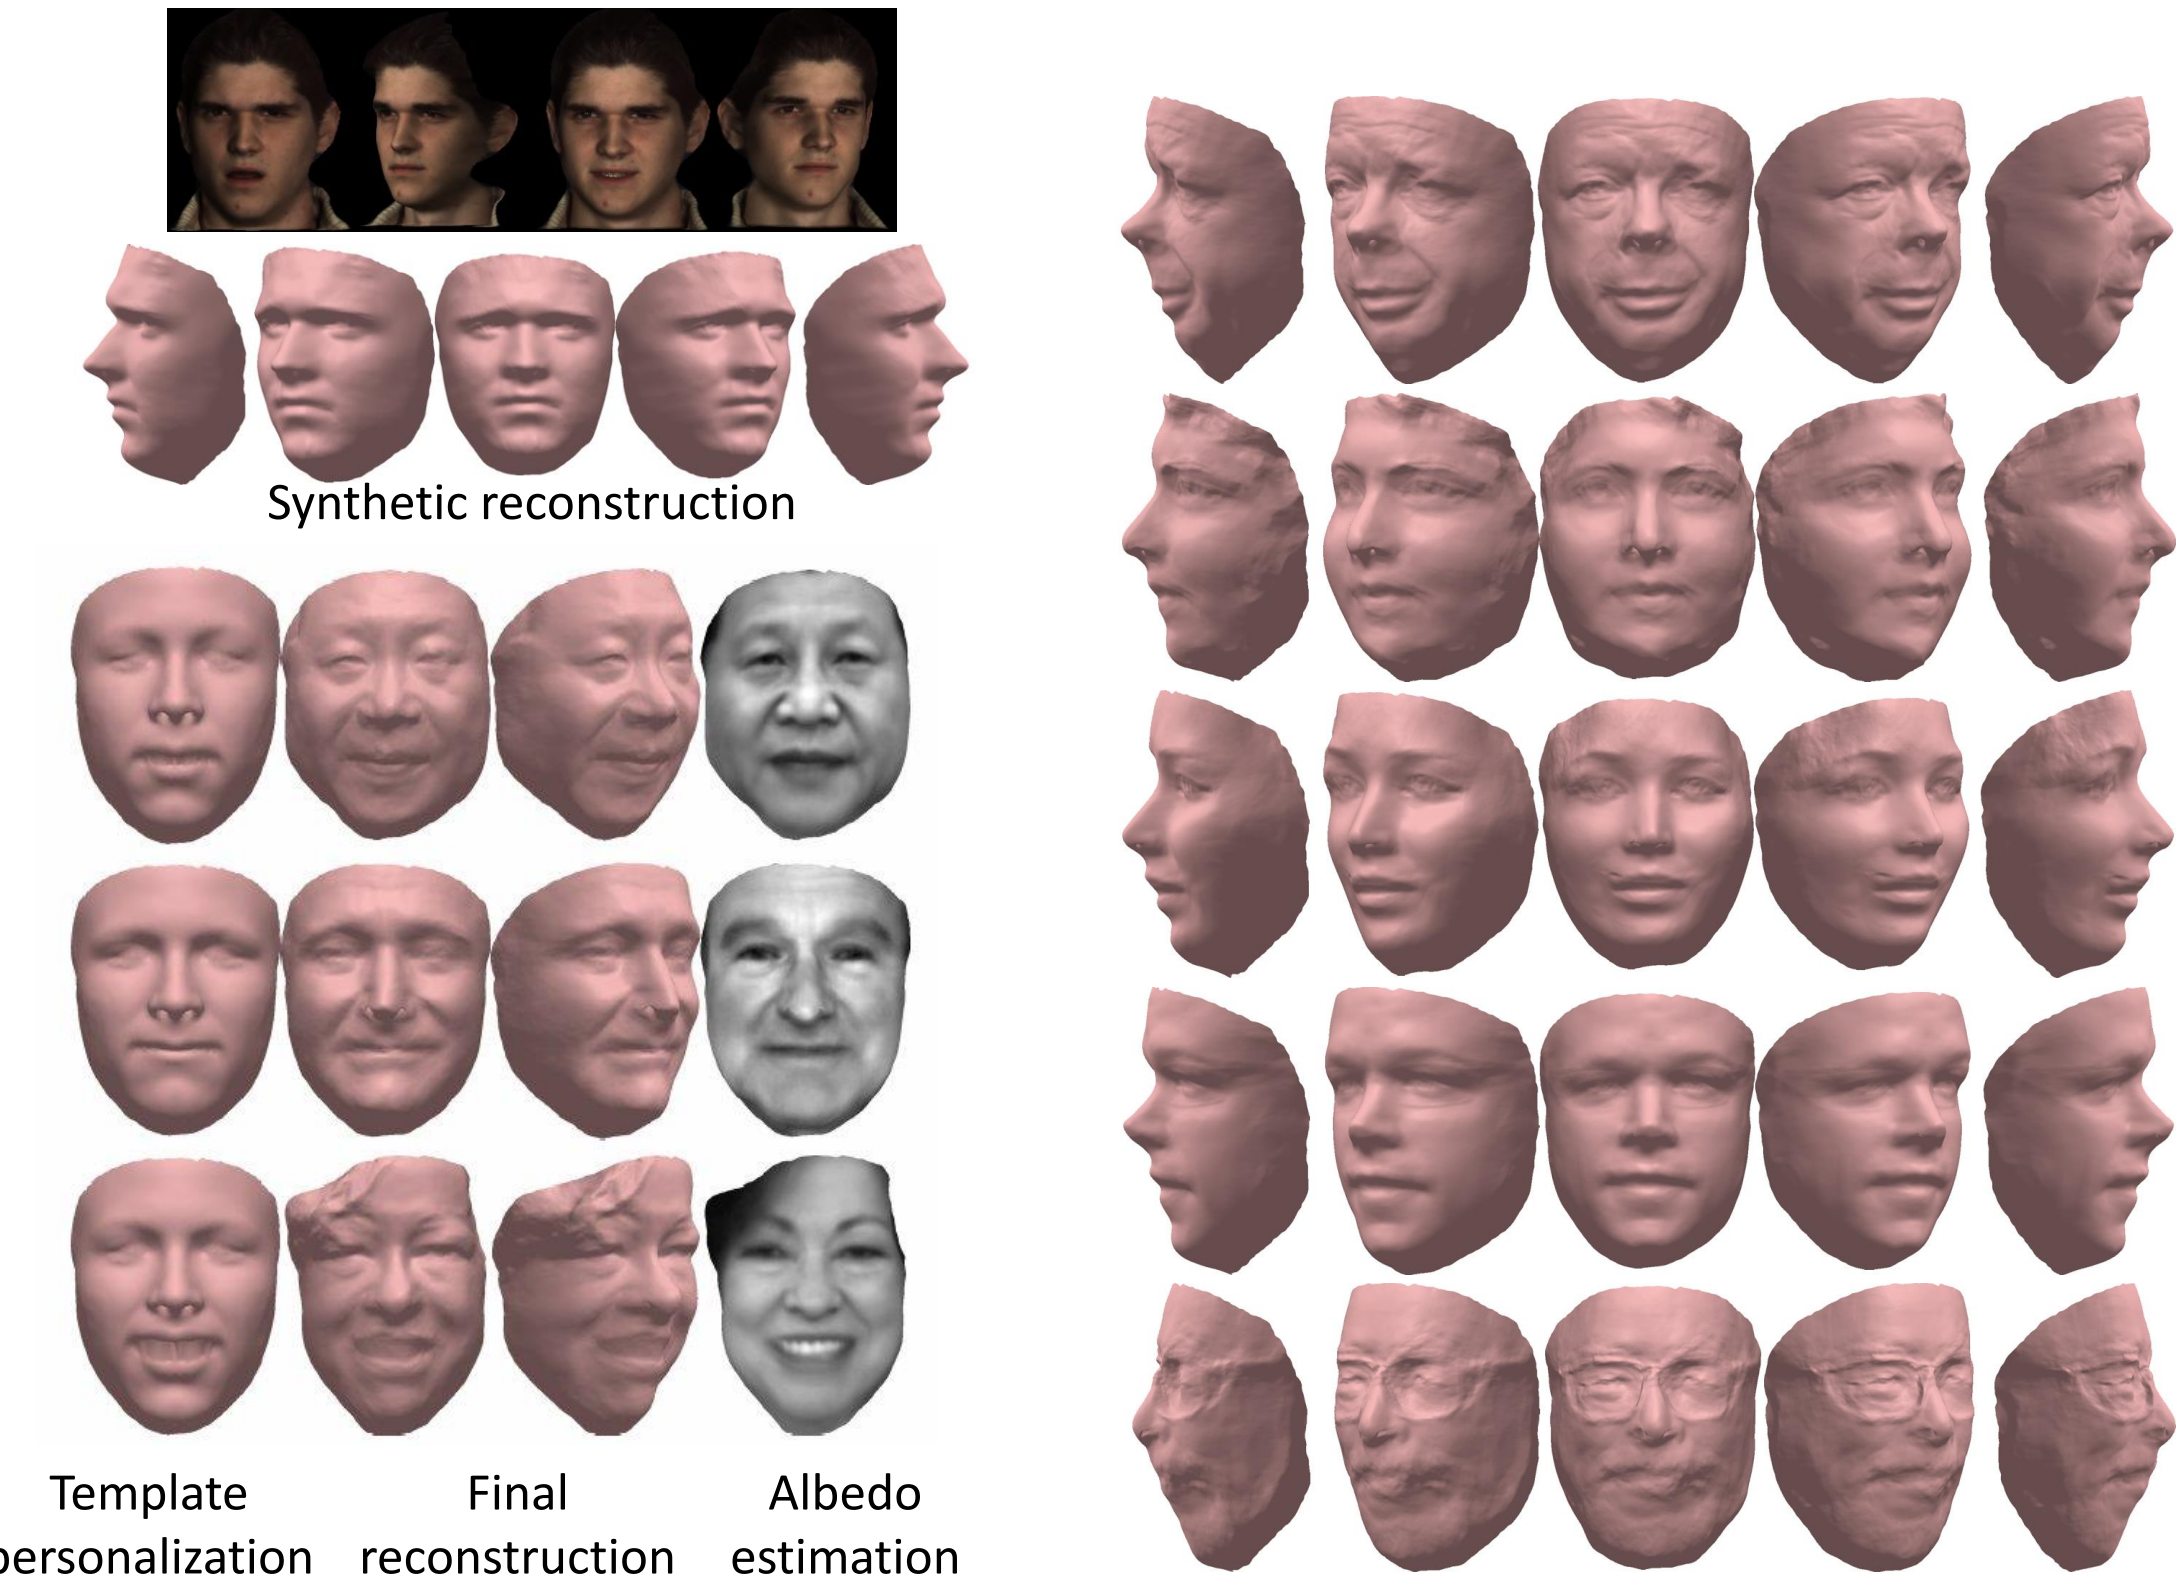 Synthetic reconstruction
Template Final Albedo
personalization reconstruction estimation